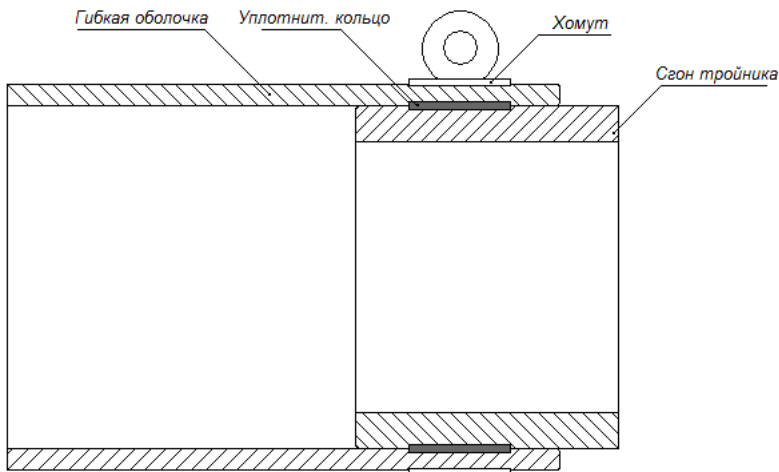 Гибкая оболочка
Уплотнит. кольцо
Хомут
Сгон тройника